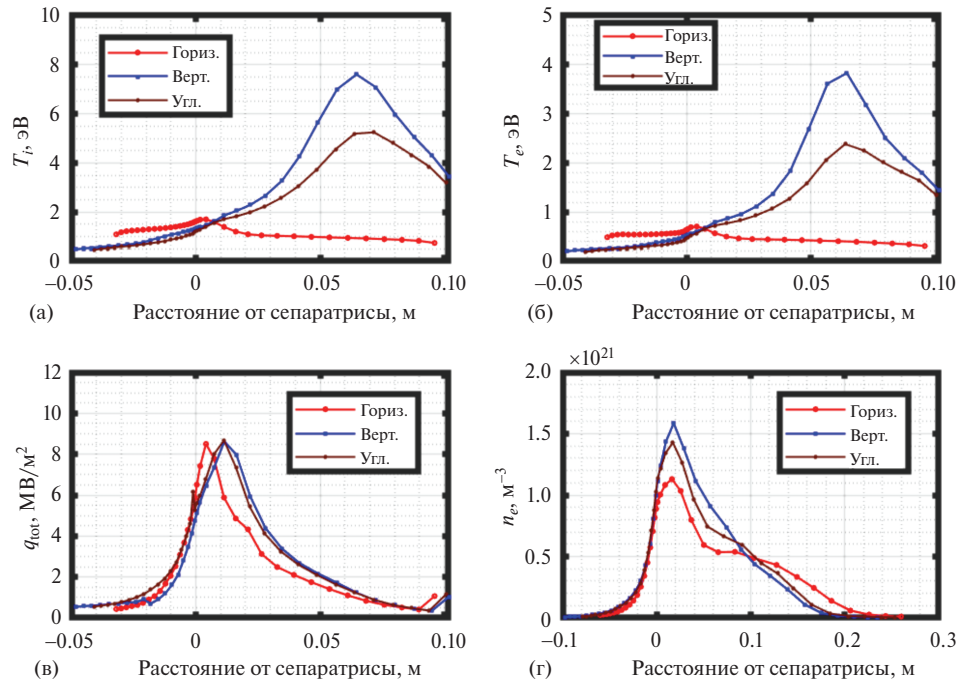 10
8
6
4
2
0
T_i, эВ
Гориз.
Верт.
Угл.
−0.05
0
0.05
0.10
(а)
Расстояние от сепаратрисы, м
5
4
3
2
1
0
T_e, эВ
Гориз.
Верт.
Угл.
−0.05
0
0.05
0.10
(б)
Расстояние от сепаратрисы, м
12
10
8
6
4
2
0
q_tot, МВ/м²
Гориз.
Верт.
Угл.
−0.05
0
0.05
0.10
(в)
Расстояние от сепаратрисы, м
×10²¹
2.0
1.5
1.0
0.5
0
n_e, м⁻³
Гориз.
Верт.
Угл.
−0.1
0
0.1
0.2
0.3
(г)
Расстояние от сепаратрисы, м